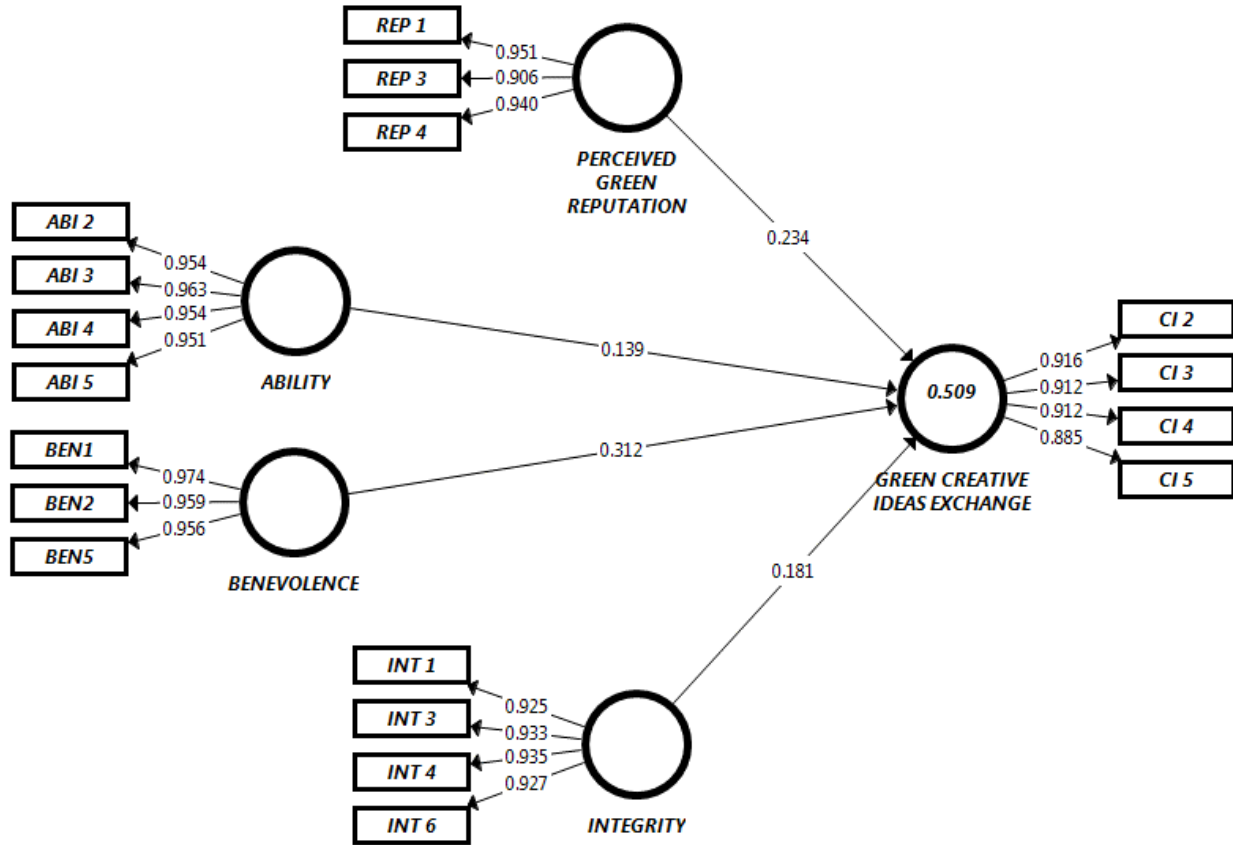 REP 1
REP 3
REP 4
0.951
0.906
0.940
PERCEIVED
GREEN
REPUTATION
0.234
ABI 2
ABI 3
ABI 4
ABI 5
0.954
0.963
0.954
0.951
ABILITY
0.139
BEN1
BEN2
BEN5
0.974
0.959
0.956
BENEVOLENCE
0.312
INT 1
INT 3
INT 4
INT 6
0.925
0.933
0.935
0.927
INTEGRITY
0.181
0.509
GREEN CREATIVE
IDEAS EXCHANGE
0.916
0.912
0.912
0.885
CI 2
CI 3
CI 4
CI 5